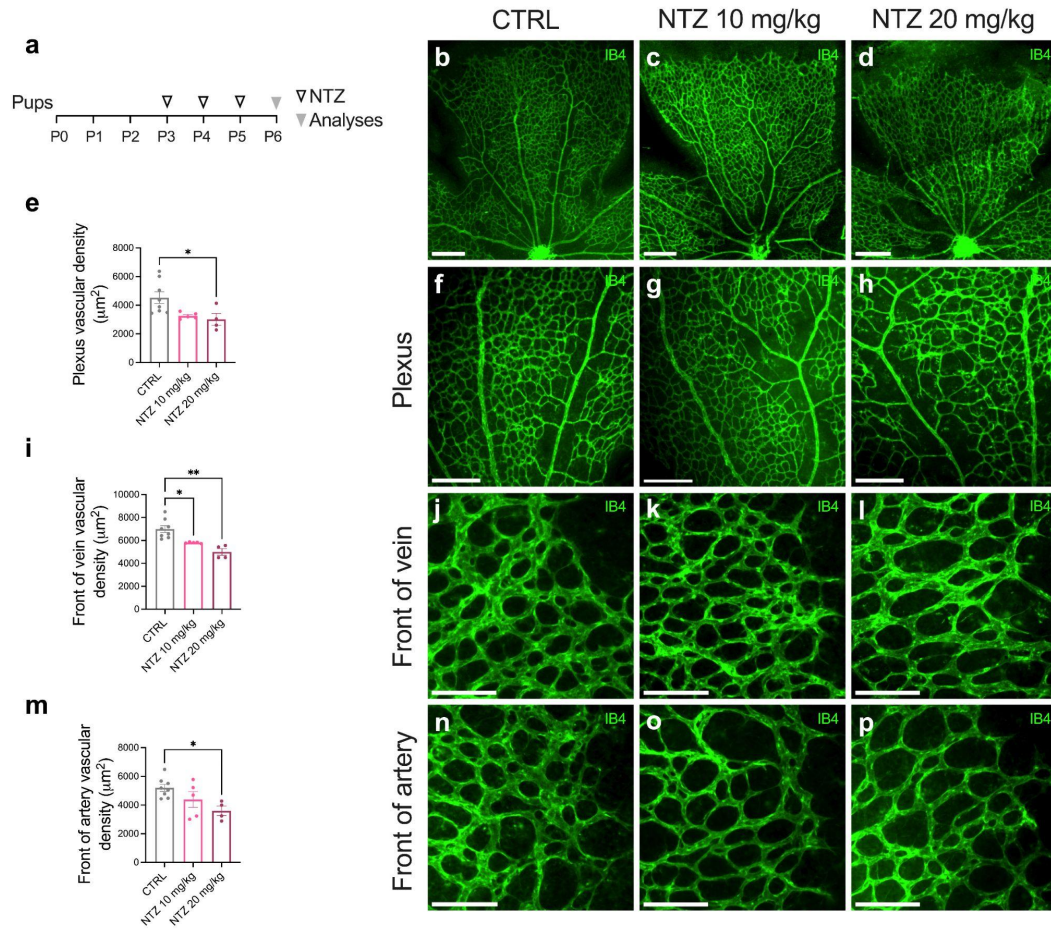 CTRL NTZ 10 mg/kg NTZ 20 mg/kg
a
Pups
P0 P1 P2 P3 P4 P5 P6
NTZ
Analyses
b IB4
c IB4
d IB4
e
Plexus vascular density
(μm2)
8000
6000
4000
2000
0
*
CTRL
NTZ 10 mg/kg
NTZ 20 mg/kg
Plexus
f IB4
g IB4
h IB4
i
Front of vein vascular
density (μm2)
10000
8000
6000
4000
2000
0
**
*
CTRL
NTZ 10 mg/kg
NTZ 20 mg/kg
Front of vein
j IB4
k IB4
l IB4
m
Front of artery vascular
density (μm2)
8000
6000
4000
2000
0
*
CTRL
NTZ 10 mg/kg
NTZ 20 mg/kg
Front of artery
n IB4
o IB4
p IB4